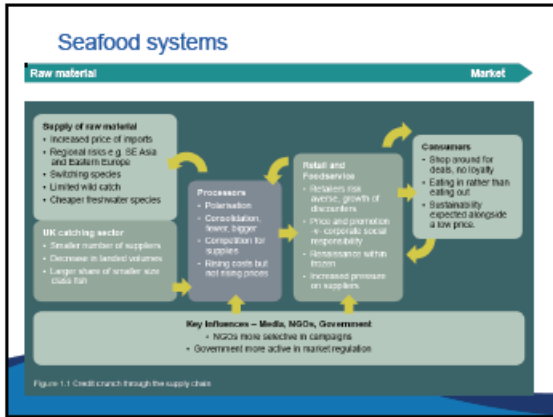 Seafood systems
Raw material
Market
Supply of raw material
• Increased price of imports
• Regional risks e.g. SE Asia
and Eastern Europe
• Switching species
• Limited wild catch
• Cheaper freshwater species
UK catching sector
• Smaller number of suppliers
• Decrease in landed volumes
• Larger share of smaller size
class fish
Processors
• Polarisation
• Consolidation,
fewer, bigger
• Competition for
supplies
• Rising costs but
not rising prices
Retail and
Foodservice
• Retailers risk
averse, growth of
discounters
• Price and promotion
-v- corporate social
responsibility
• Renaissance within
frozen
• Increased pressure
on suppliers
Consumers
• Shop around for
deals, no loyalty
• Eating in rather than
eating out
• Sustainability
expected alongside
a low price.
Key Influences – Media, NGOs, Government
• NGOs more selective in campaigns
• Government more active in market regulation
Figure 1.1 Credit crunch through the supply chain